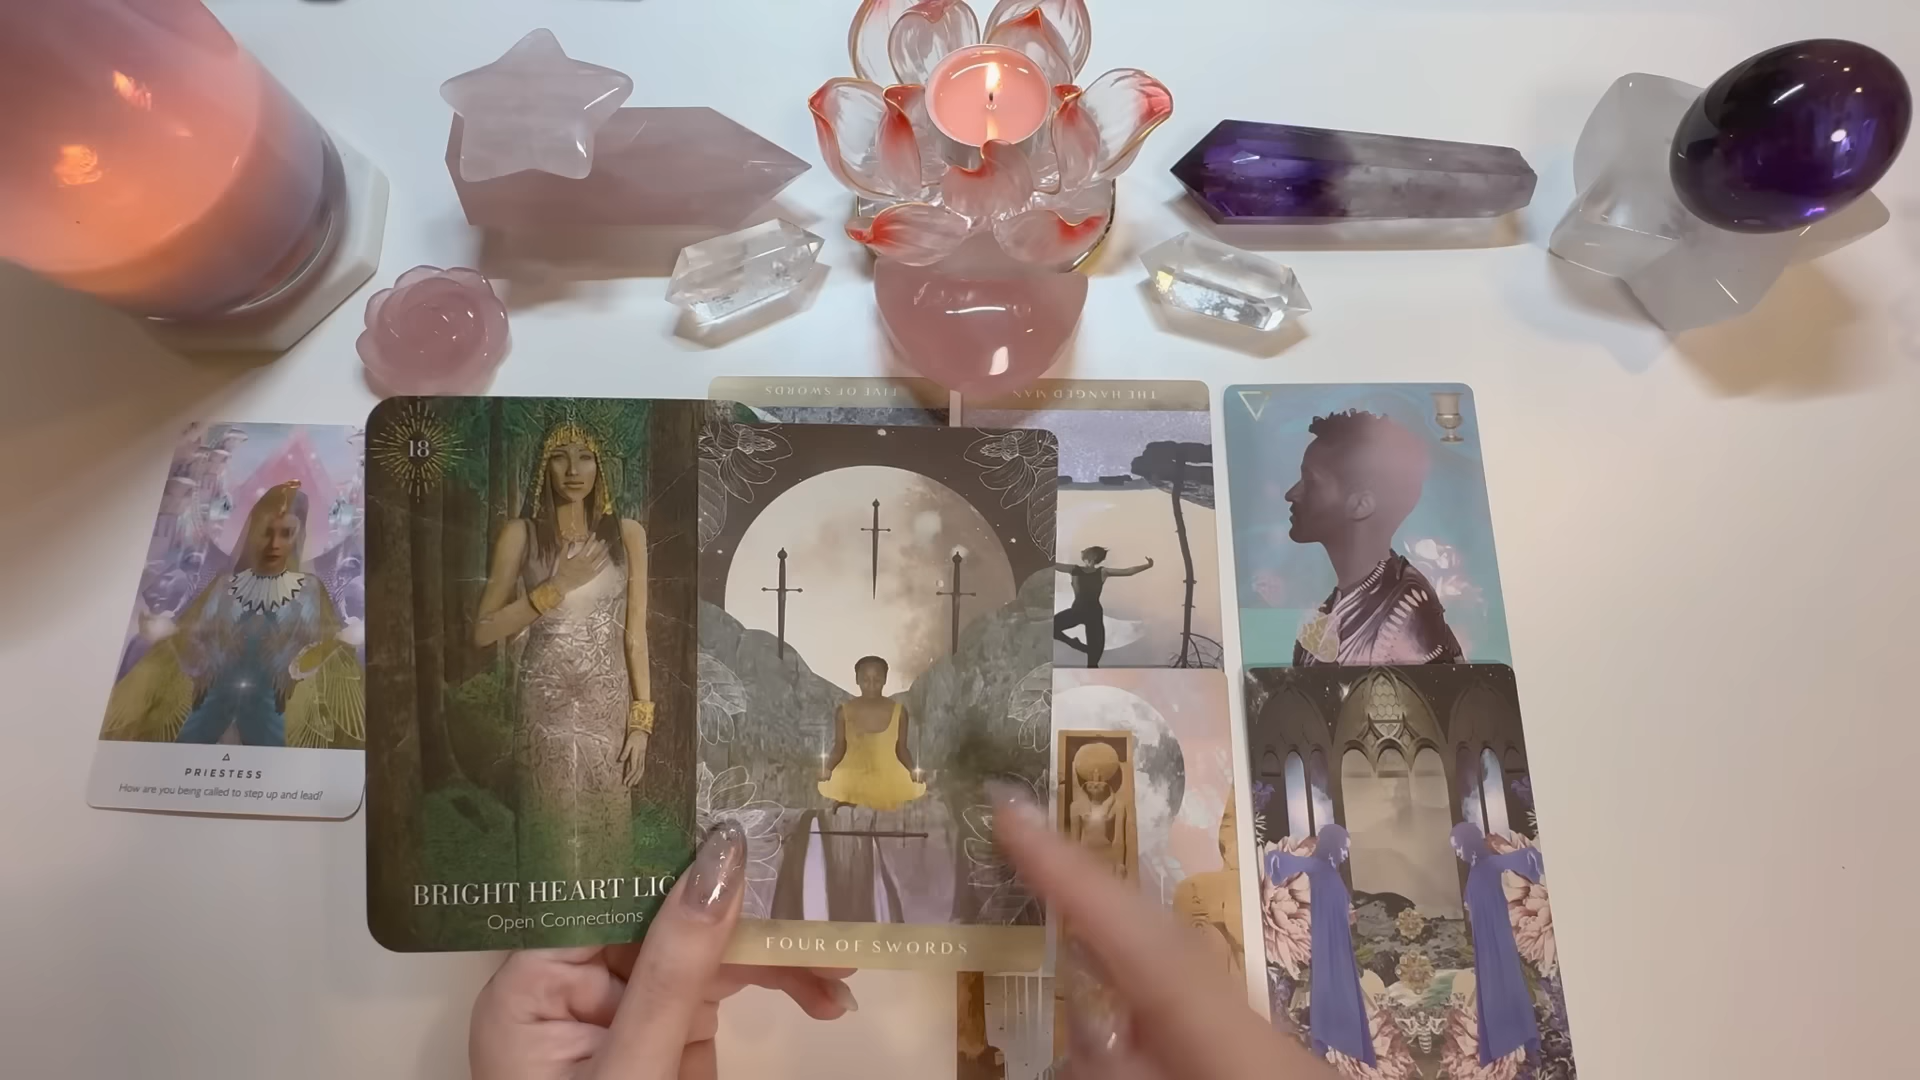 FIVE OF SWORDS
THE HANGED MAN
18
PRIESTESS
How are you being called to step up and lead?
BRIGHT HEART LIG
Open Connections
FOUR OF SWORDS